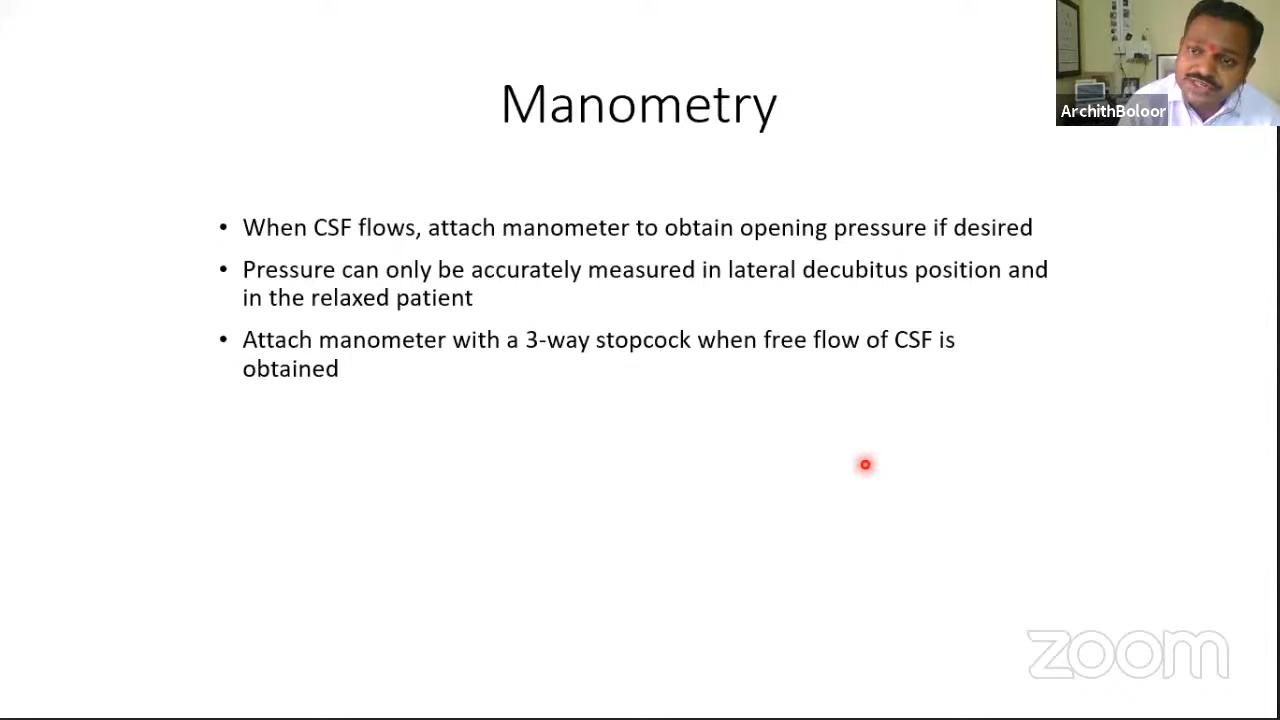 Manometry
ArchithBoloor
• When CSF flows, attach manometer to obtain opening pressure if desired
• Pressure can only be accurately measured in lateral decubitus position and
in the relaxed patient
• Attach manometer with a 3-way stopcock when free flow of CSF is
obtained
zoom